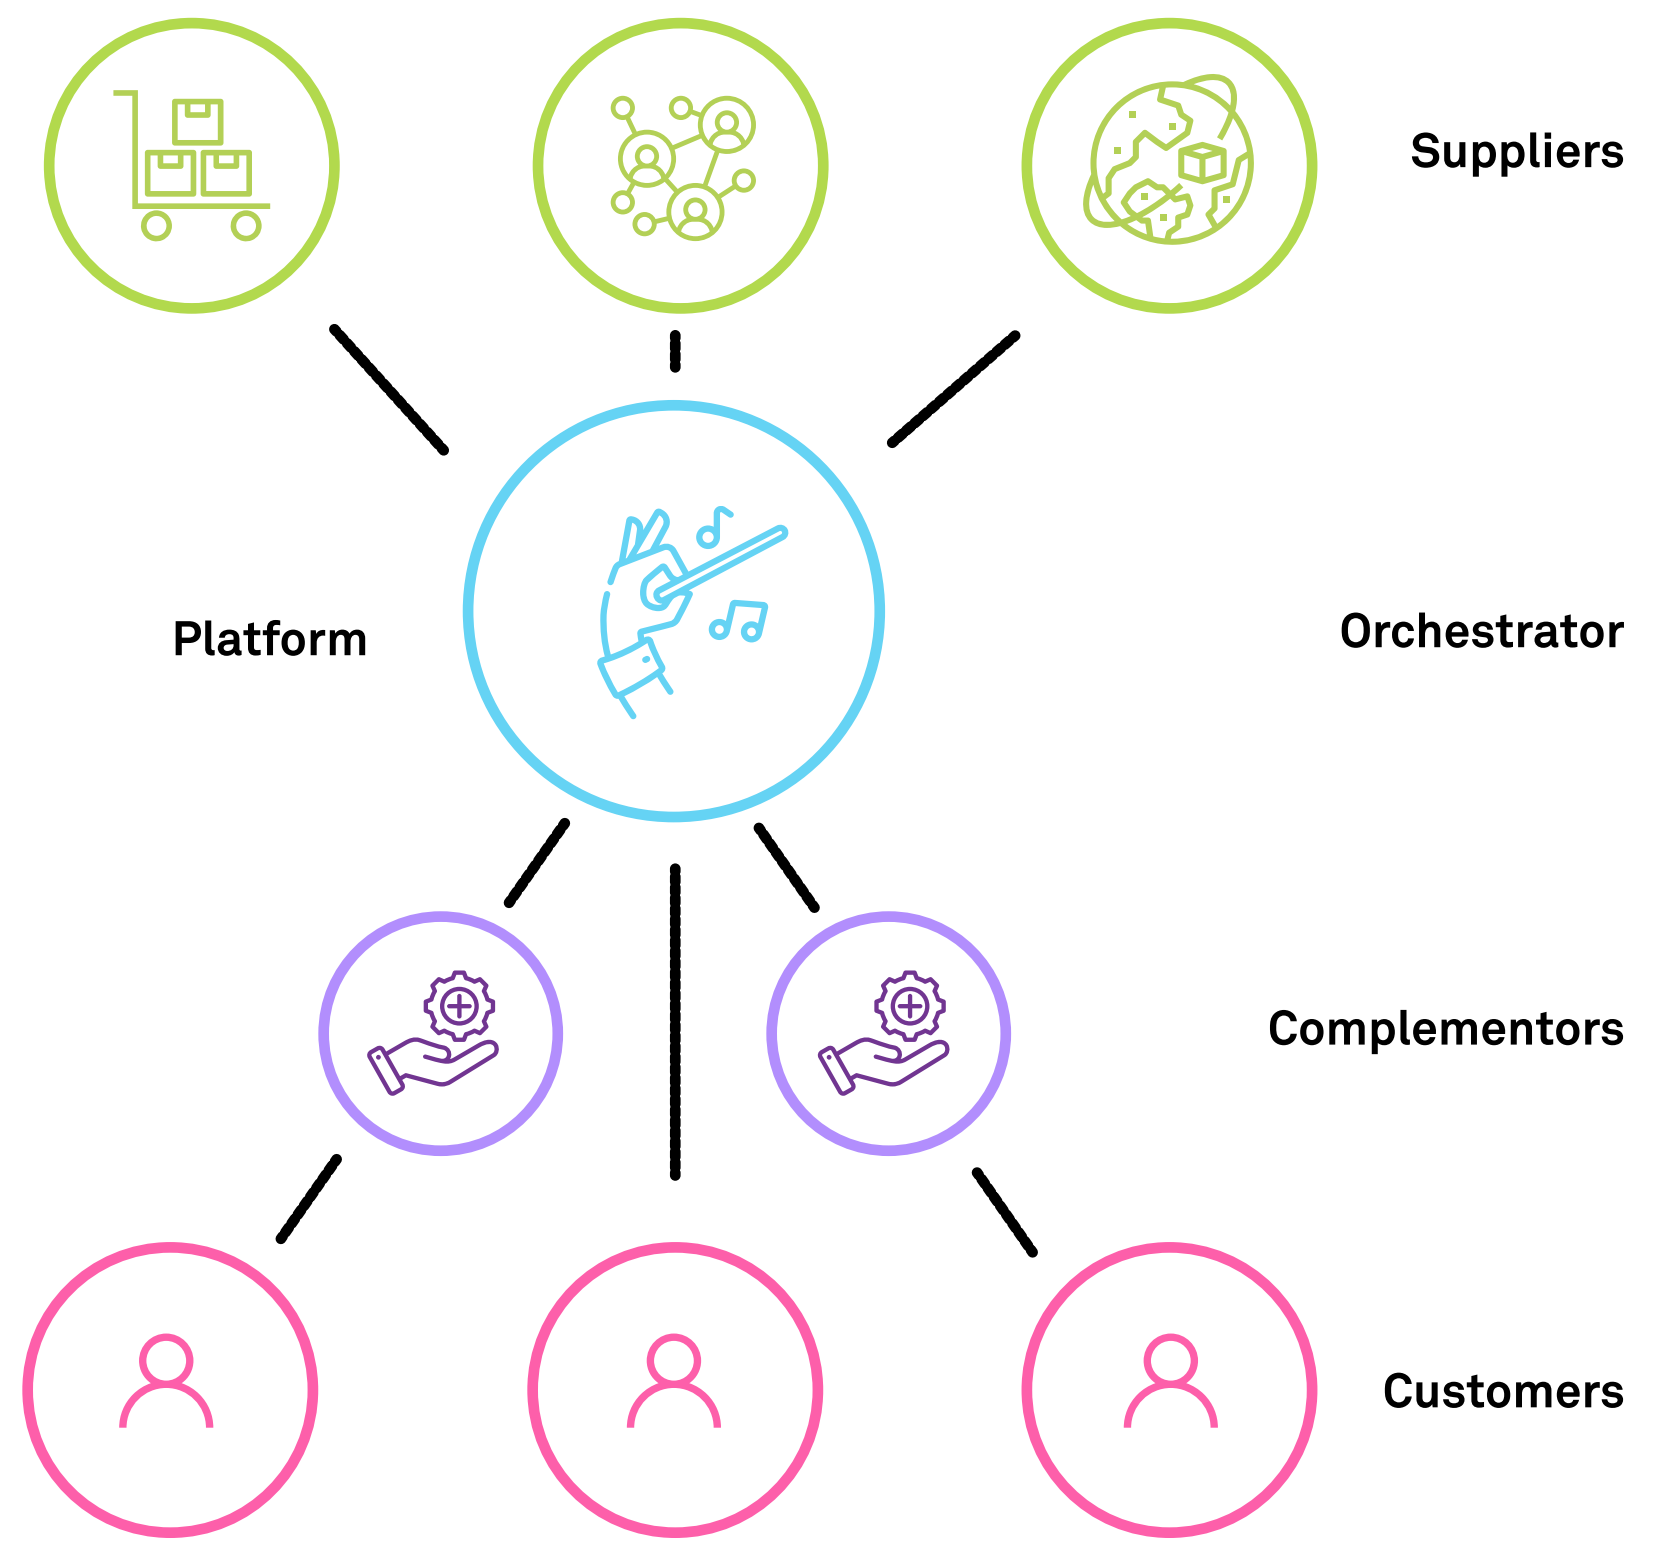 Suppliers
Platform
Orchestrator
Complementors
Customers